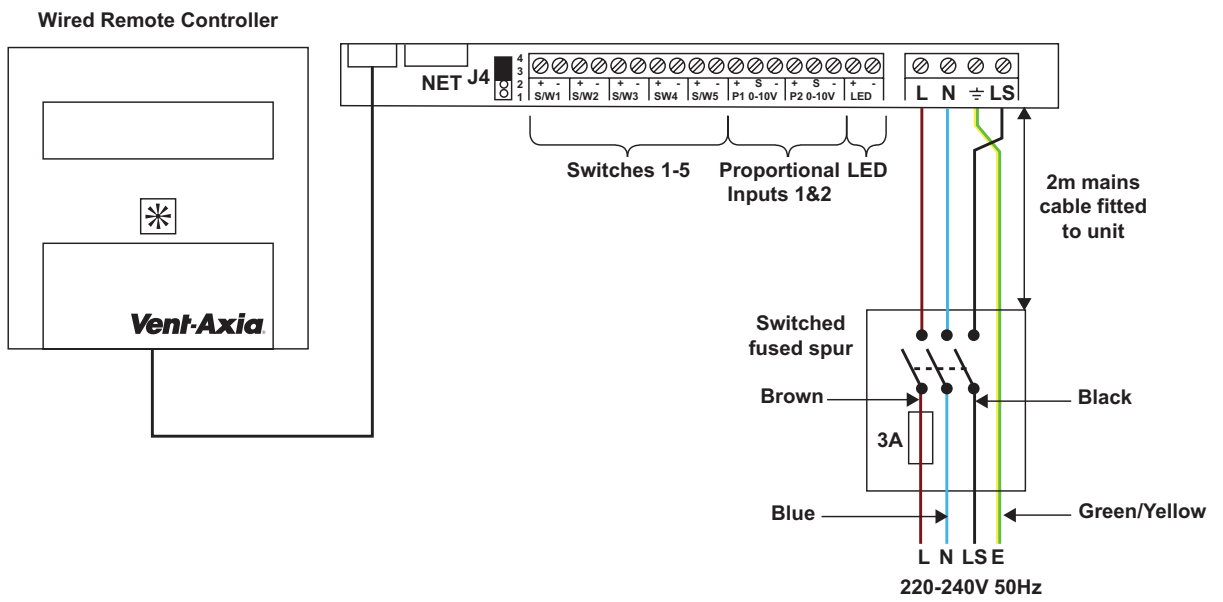 Wired Remote Controller
Vent-Axia
NET
J4
4
3
2
1
+ - + - + - + - + - + S - + S - + -
S/W1 S/W2 S/W3 SW4 S/W5 P1 0-10V P2 0-10V LED
L N LS
Switches 1-5
Proportional
Inputs 1&2
LED
2m mains
cable fitted
to unit
Switched
fused spur
Brown
Black
3A
Blue
Green/Yellow
L N LS E
220-240V 50Hz